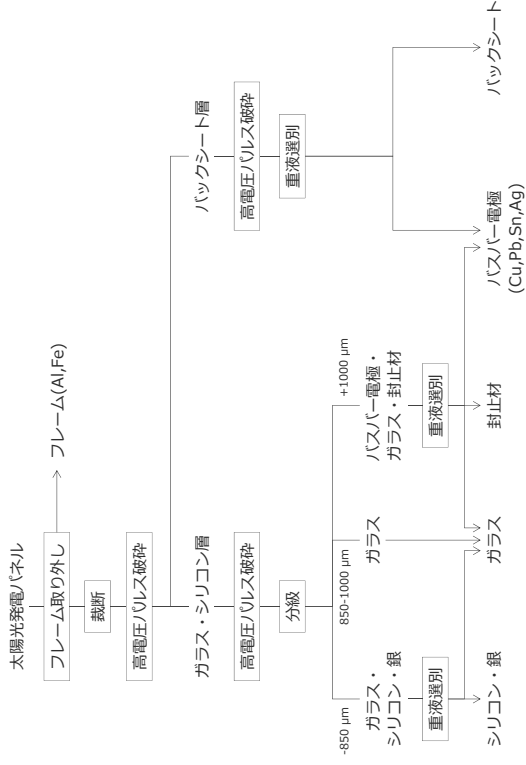 太陽光発電パネル
フレーム取り外し
フレーム(Al,Fe)
裁断
高電圧パルス破砕
ガラス・シリコン層
バックシート層
高電圧パルス破砕
高電圧パルス破砕
分級
重液選別
-850 μm
850-1000 μm
+1000 μm
ガラス・
シリコン・銀
ガラス
バスバー電極・
ガラス・封止材
重液選別
重液選別
シリコン・銀
ガラス
封止材
バスバー電極
(Cu,Pb,Sn,Ag)
バックシート